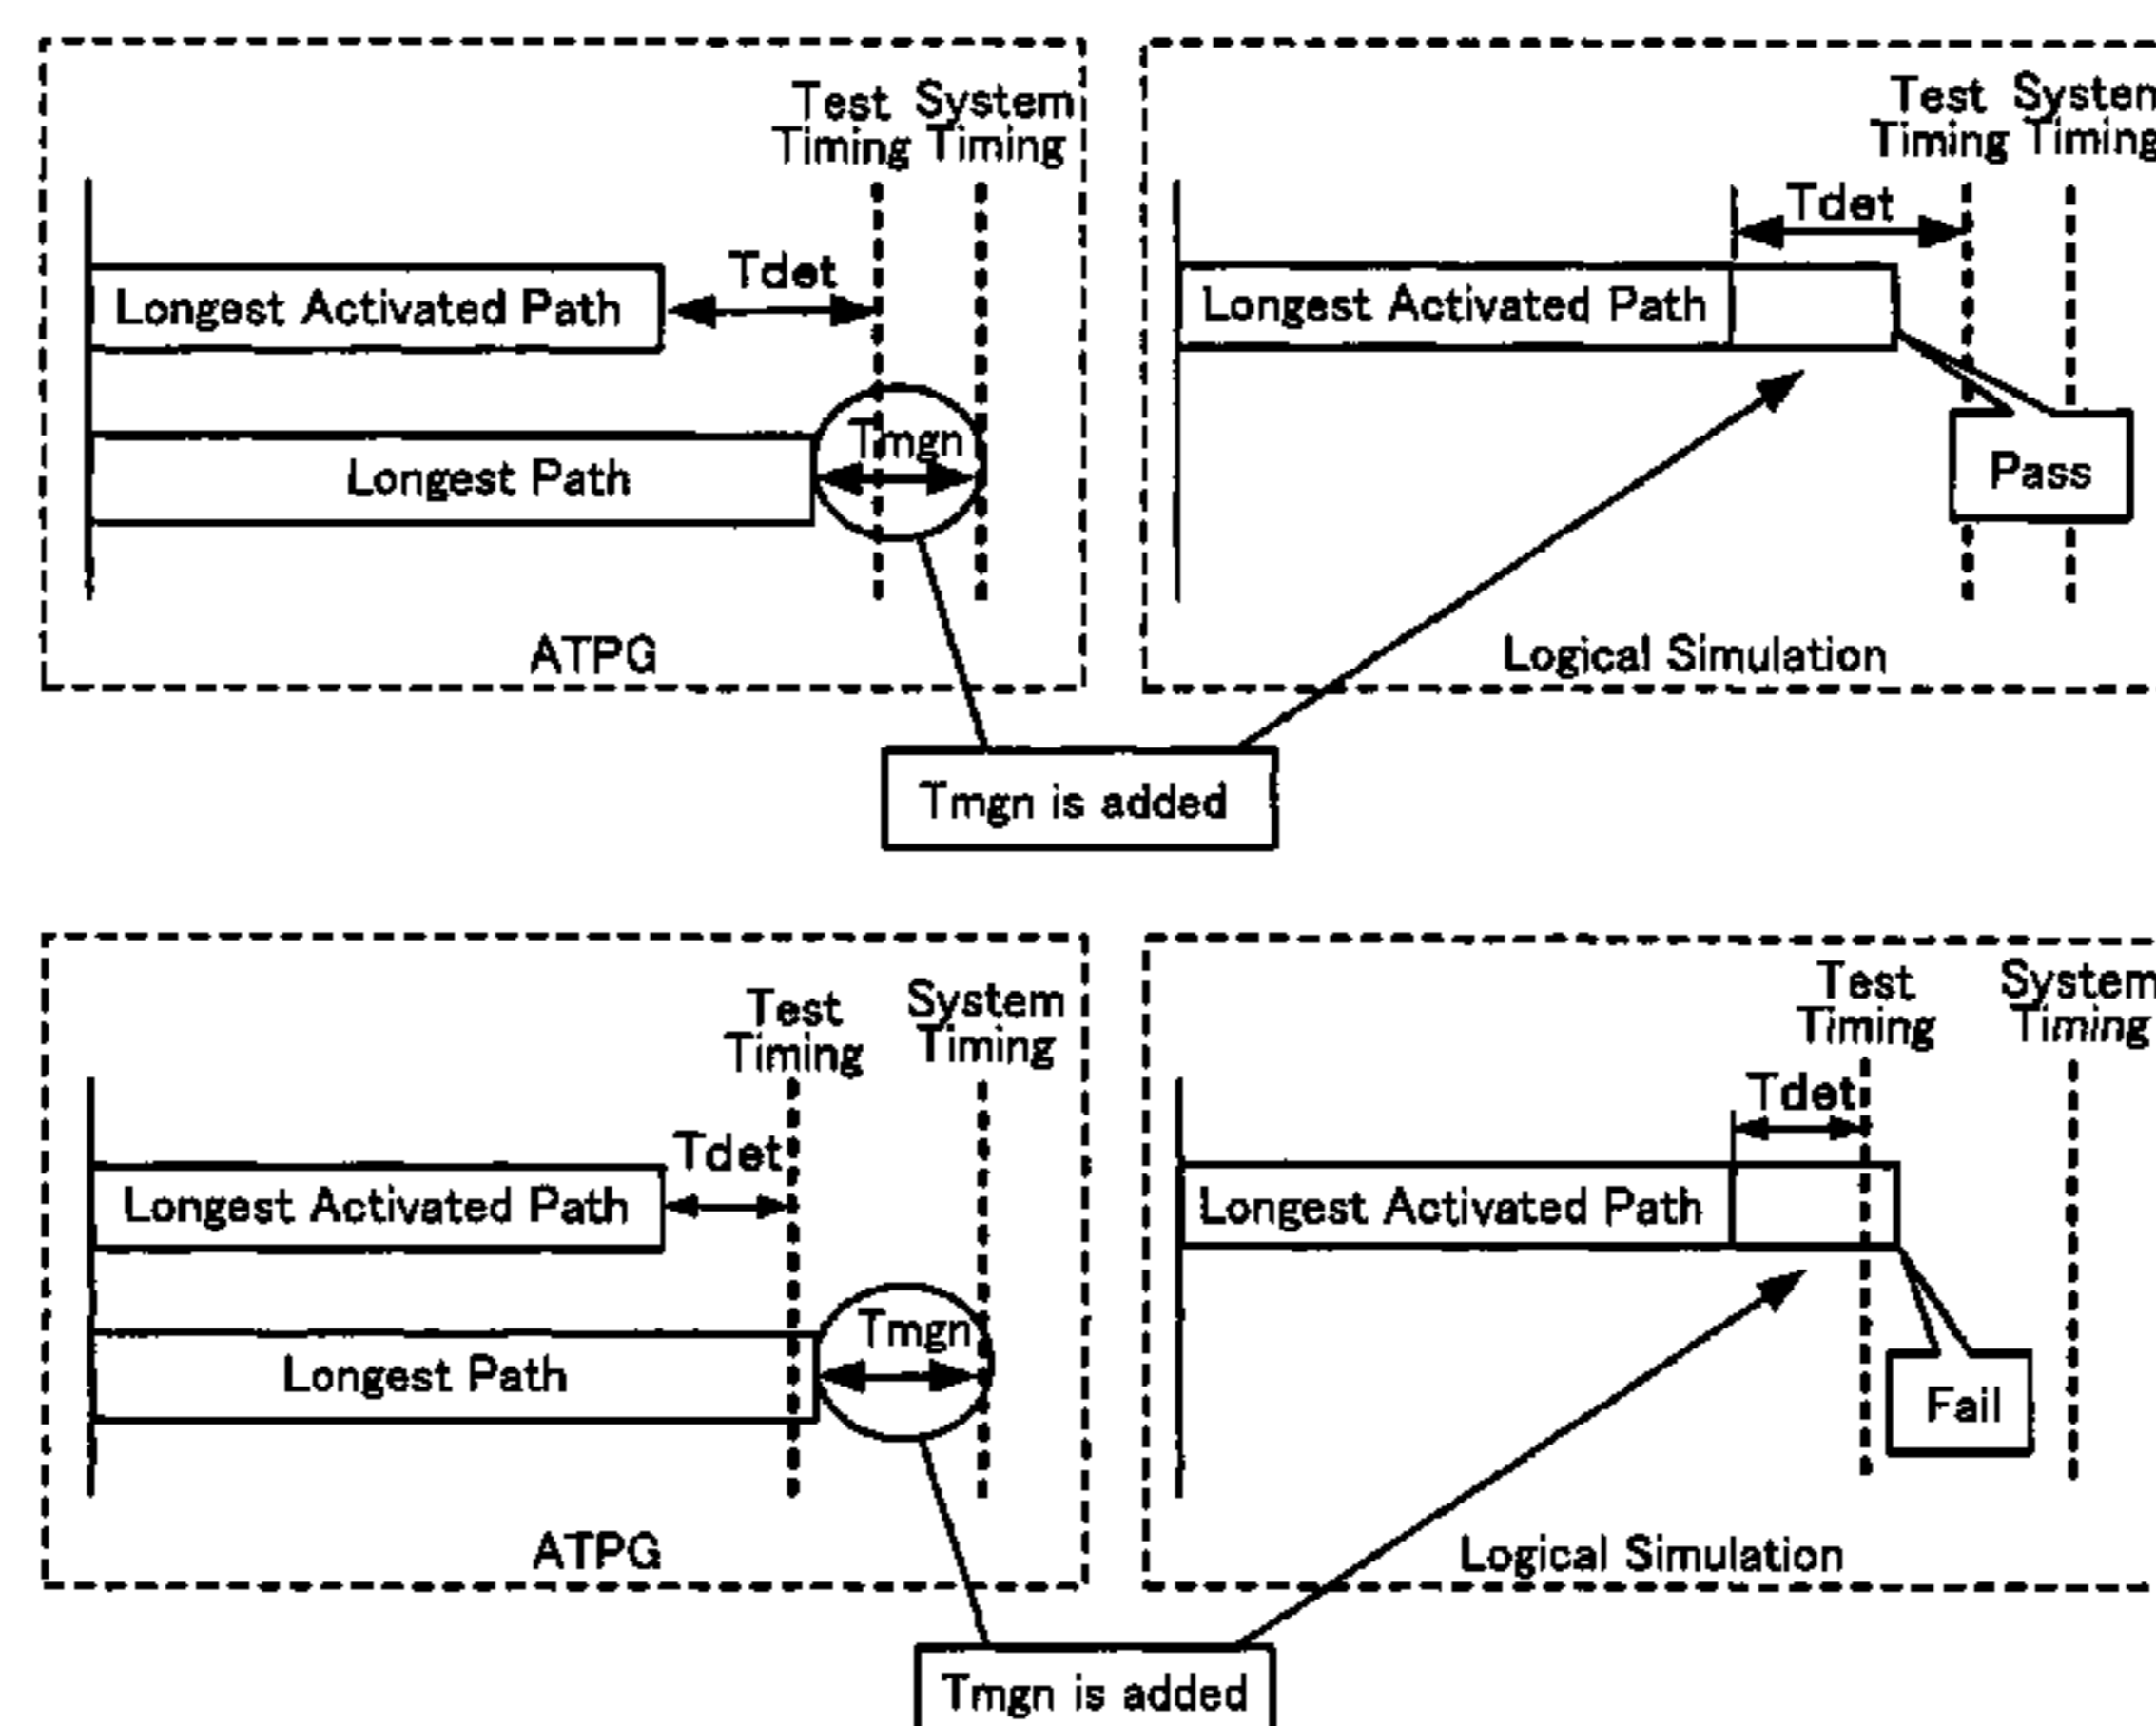 Test System
Timing Timing
Tdet
Longest Activated Path
Tmgn
Longest Path
ATPG
Test System
Timing Timing
Tdet
Longest Activated Path
Pass
Logical Simulation
Tmgn is added
Test System
Timing Timing
Tdet
Longest Activated Path
Tmgn
Longest Path
ATPG
Test System
Timing Timing
Tdet
Longest Activated Path
Fail
Logical Simulation
Tmgn is added